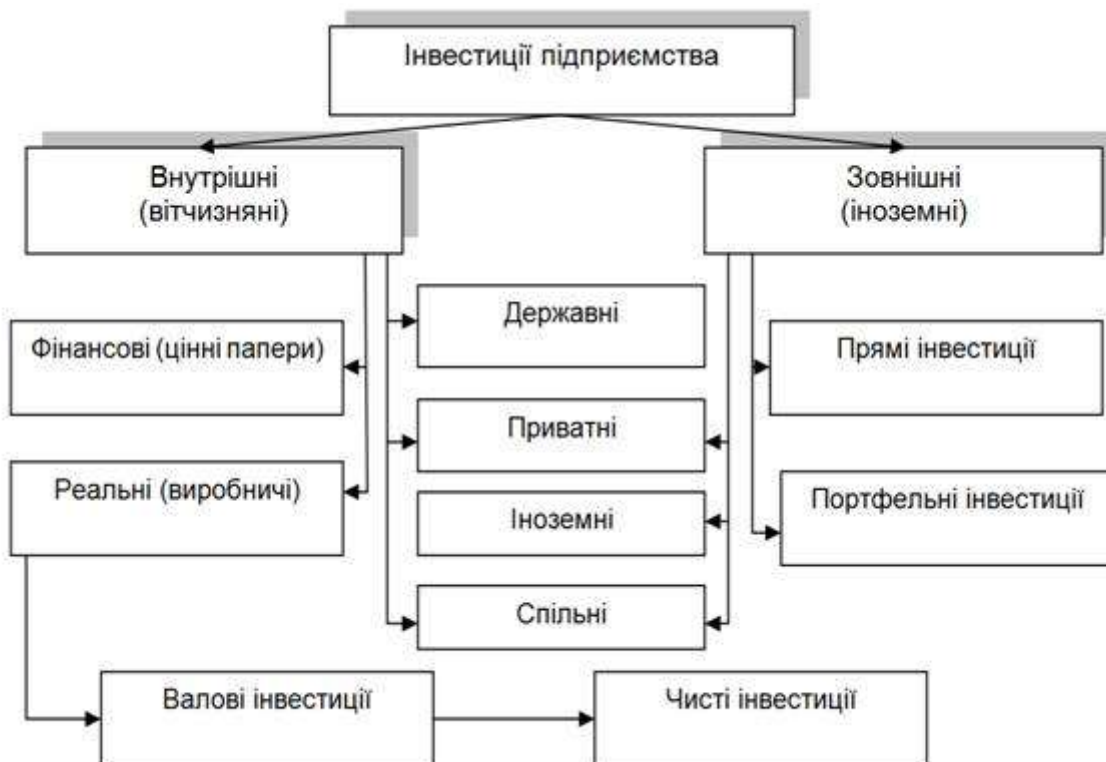 Інвестиції підприємства
Внутрішні
(вітчизняні)
Зовнішні
(іноземні)
Державні
Фінансові (цінні папери)
Прямі інвестиції
Приватні
Реальні (виробничі)
Іноземні
Портфельні інвестиції
Спільні
Валові інвестиції
Чисті інвестиції